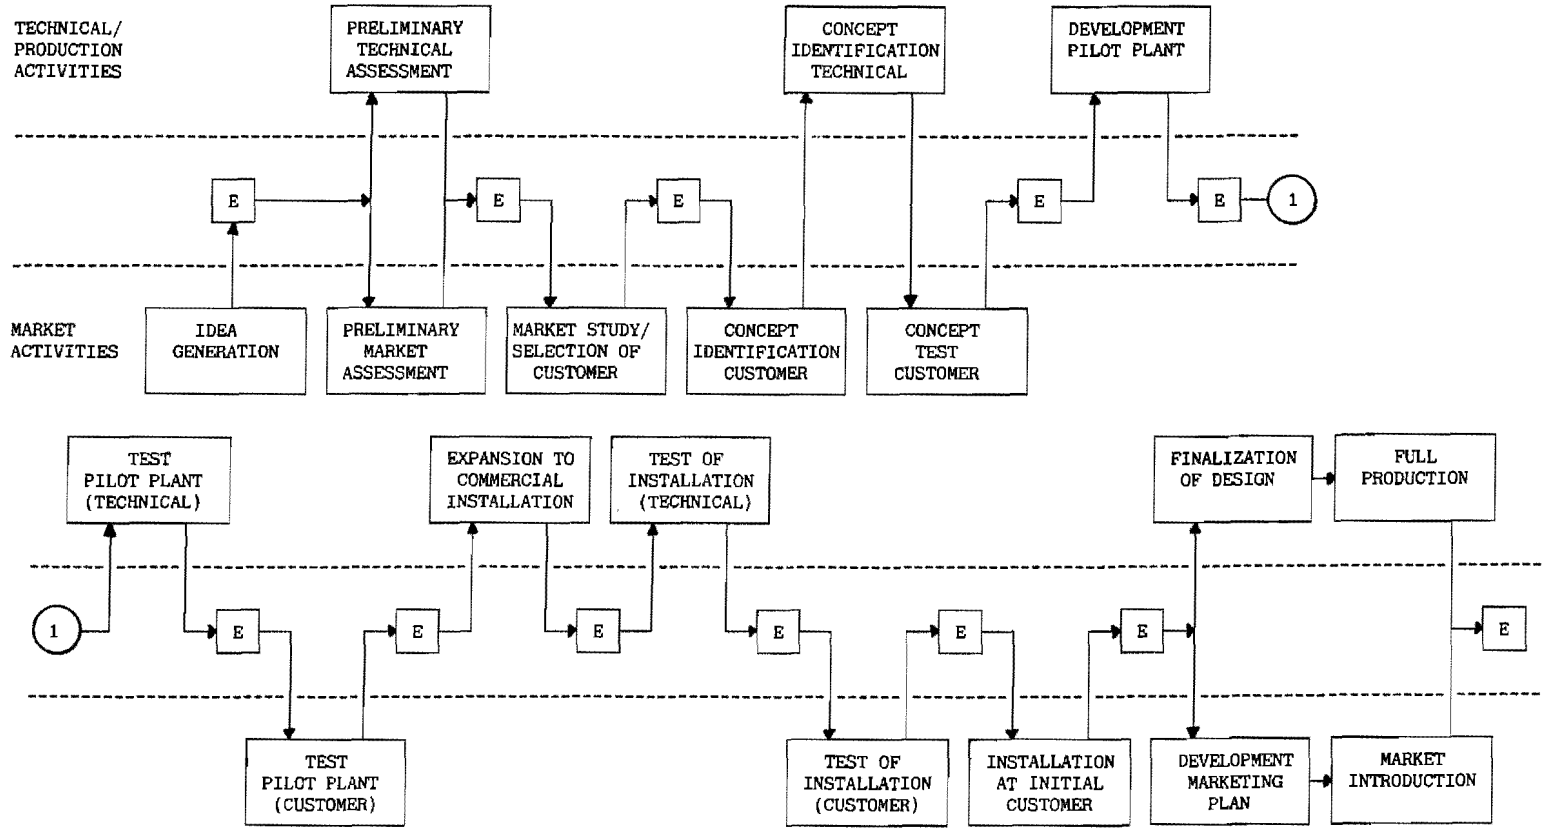 TECHNICAL/
PRODUCTION
ACTIVITIES
PRELIMINARY
TECHNICAL
ASSESSMENT
CONCEPT
IDENTIFICATION
TECHNICAL
DEVELOPMENT
PILOT PLANT
E
E
E
E
E
1
MARKET
ACTIVITIES
IDEA
GENERATION
PRELIMINARY
MARKET
ASSESSMENT
MARKET STUDY/
SELECTION OF
CUSTOMER
CONCEPT
IDENTIFICATION
CUSTOMER
CONCEPT
TEST
CUSTOMER
TEST
PILOT PLANT
(TECHNICAL)
EXPANSION TO
COMMERCIAL
INSTALLATION
TEST OF
INSTALLATION
(TECHNICAL)
FINALIZATION
OF DESIGN
FULL
PRODUCTION
1
E
E
E
E
E
E
E
TEST
PILOT PLANT
(CUSTOMER)
TEST OF
INSTALLATION
(CUSTOMER)
INSTALLATION
AT INITIAL
CUSTOMER
DEVELOPMENT
MARKETING
PLAN
MARKET
INTRODUCTION